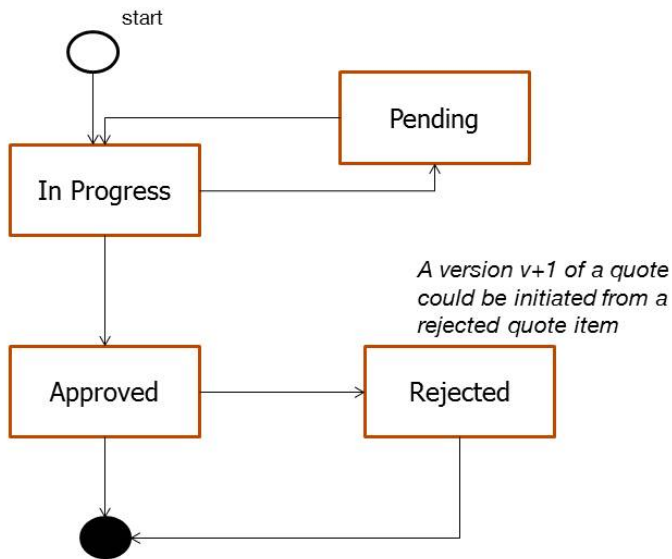 start
Pending
In Progress
A version v+1 of a quote
could be initiated from a
rejected quote item
Approved
Rejected